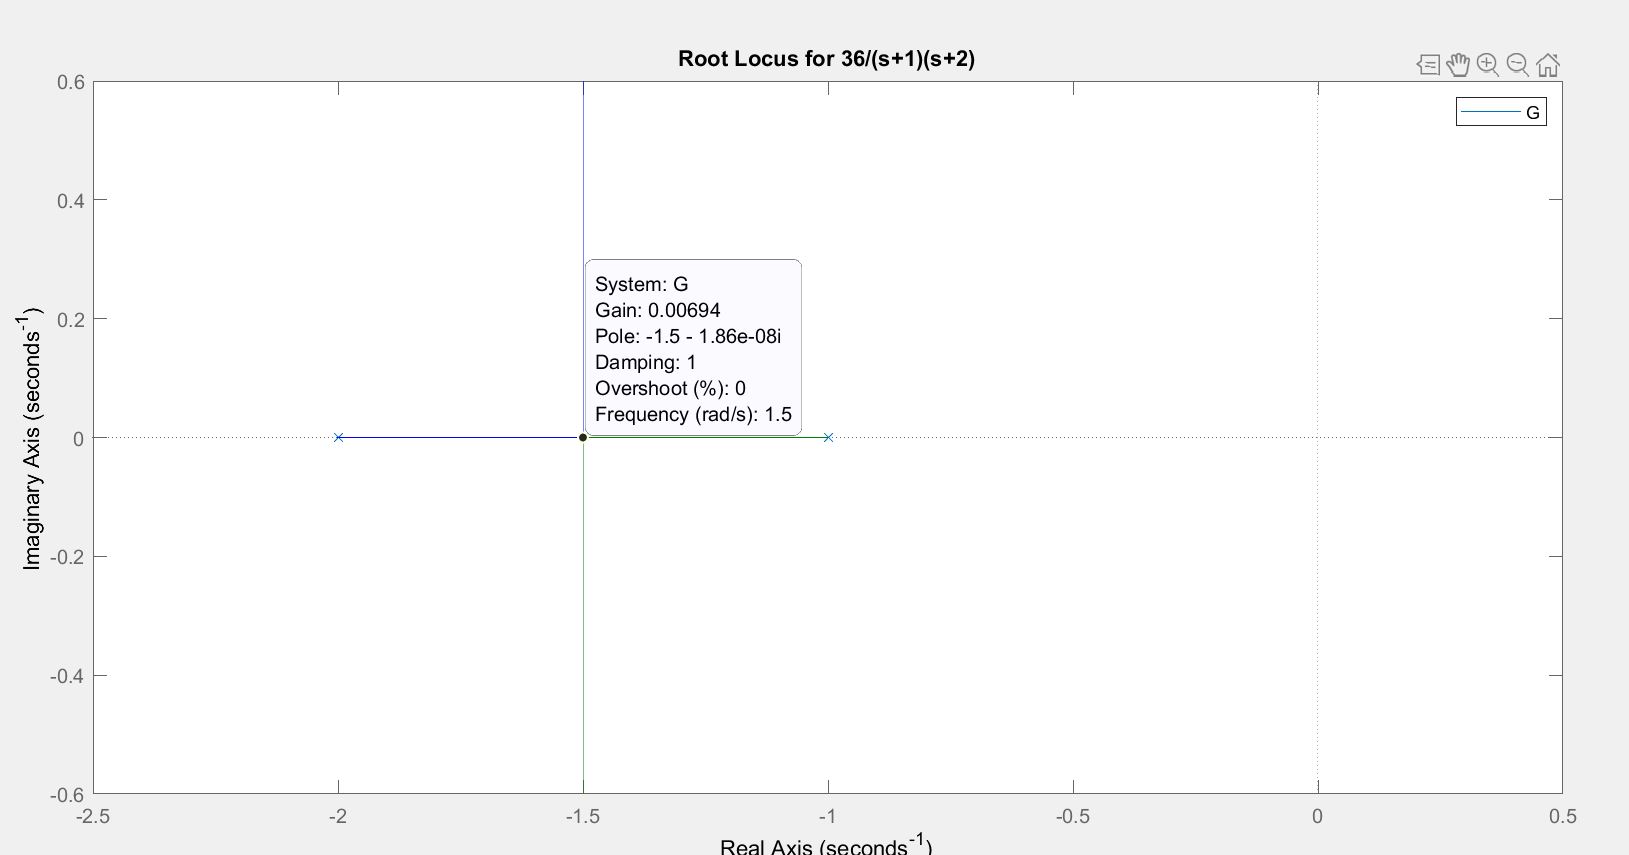 Root Locus for 36/(s+1)(s+2)
G
0.6
0.4
0.2
0
-0.2
-0.4
-0.6
Imaginary Axis (seconds⁻¹)
System: G
Gain: 0.00694
Pole: -1.5 - 1.86e-08i
Damping: 1
Overshoot (%): 0
Frequency (rad/s): 1.5
-2.5 -2 -1.5 -1 -0.5 0 0.5
Real Axis (seconds⁻¹)